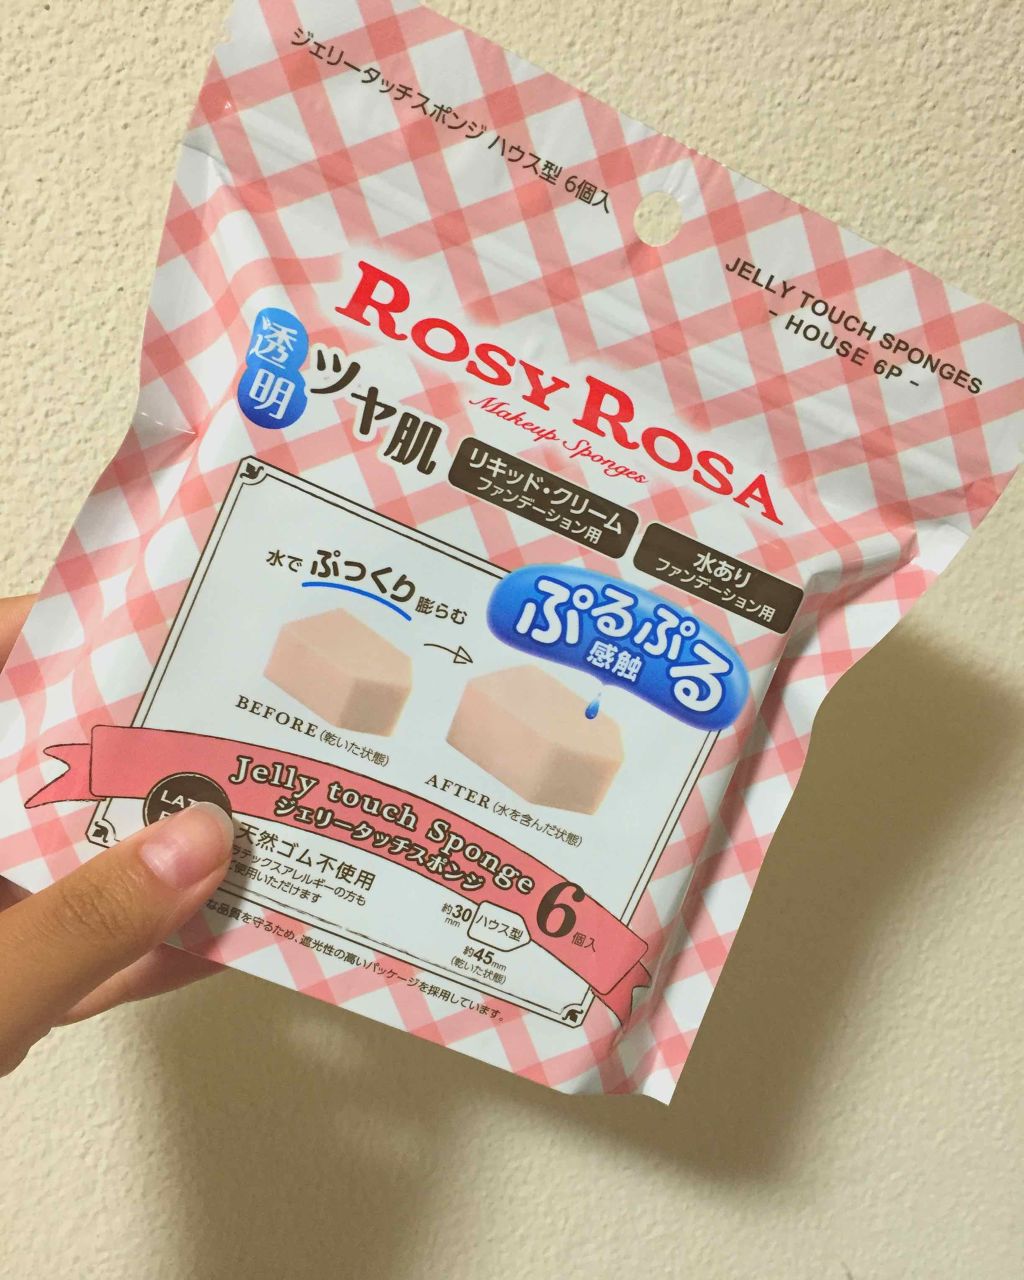 ジェリータッチスポンジ ハウス型 6個入
JELLY TOUCH SPONGES
- HOUSE 6P -
ROSY ROSA
Makeup Sponges
透明
ツヤ肌
リキッド・クリーム
ファンデーション用
水あり
ファンデーション用
水でぷっくり膨らむ
ぷるぷる
感触
BEFORE(乾いた状態)
AFTER(水を含んだ状態)
Jelly touch Sponge
ジェリータッチスポンジ
6個入
天然ゴム不使用
テックスアレルギーの方も
使用いただけます
約30mm
ハウス型
約45mm
(乾いた状態)
な品質を守るため、遮光性の高いパッケージを採用しています。